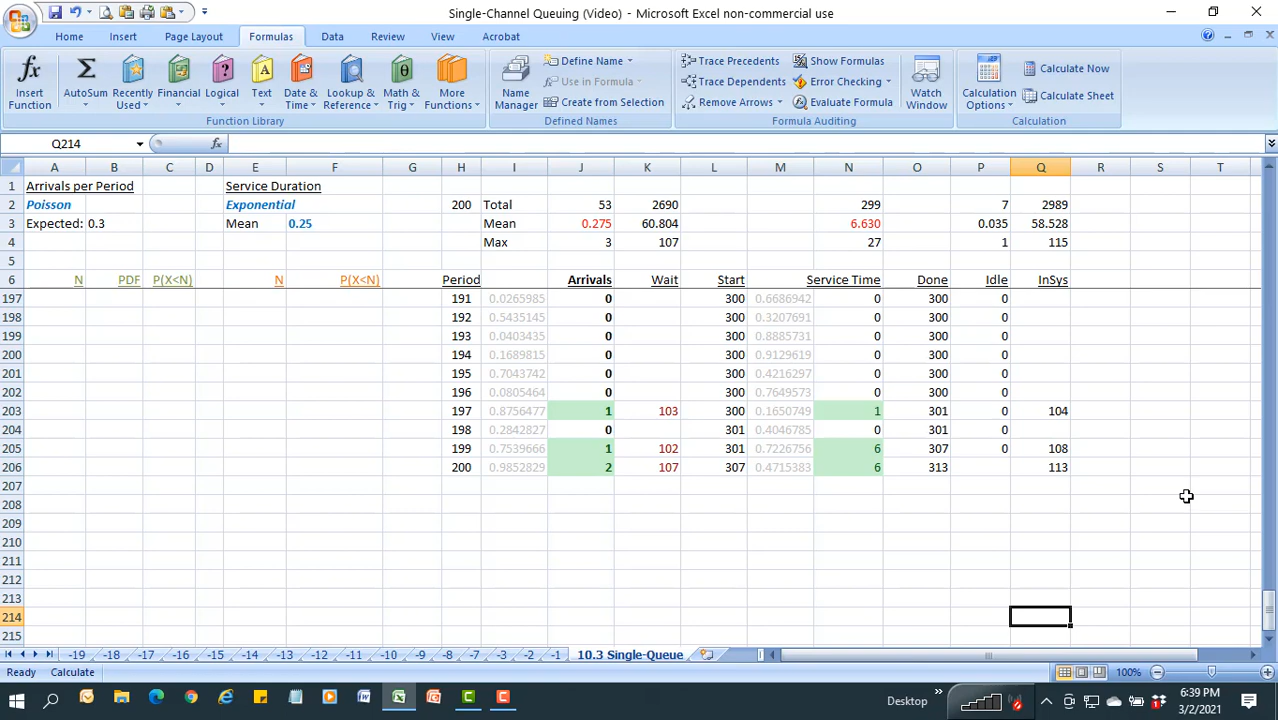 Single-Channel Queuing (Video) - Microsoft Excel non-commercial use
Home Insert Page Layout Formulas Data Review View Acrobat
Insert Function
AutoSum
Recently Used
Financial
Logical
Text
Date & Time
Lookup & Reference
Math & Trig
More Functions
Function Library
Name Manager
Define Name
Use in Formula
Create from Selection
Defined Names
Trace Precedents
Trace Dependents
Remove Arrows
Show Formulas
Error Checking
Evaluate Formula
Formula Auditing
Watch Window
Calculation Options
Calculate Now
Calculate Sheet
Calculation
Q214 fx
A B C D E F G H I J K L M N O P Q R S T
1 Arrivals per Period Service Duration
2 Poisson Exponential 200 Total 53 2690 299 7 2989
3 Expected: 0.3 Mean 0.25 Mean 0.275 60.804 6.630 0.035 58.528
4 Max 3 107 27 1 115
5
6 N PDF P(X<N) N P(X<N) Period Arrivals Wait Start Service Time Done Idle InSys
197 191 0.0265985 0 300 0.6686942 0 300 0
198 192 0.5435145 0 300 0.3207691 0 300 0
199 193 0.0403435 0 300 0.8885731 0 300 0
200 194 0.1689815 0 300 0.9129619 0 300 0
201 195 0.7043742 0 300 0.4216297 0 300 0
202 196 0.0805464 0 300 0.7649573 0 300 0
203 197 0.8756477 1 103 300 0.1650749 1 301 0 104
204 198 0.2842827 0 301 0.4046785 0 301 0
205 199 0.7539666 1 102 301 0.7226756 6 307 0 108
206 200 0.9852829 2 107 307 0.4715383 6 313 113
207
208
209
210
211
212
213
214
215
-19 -18 -17 -16 -15 -14 -13 -12 -11 -10 -9 -8 -7 -3 -2 -1 10.3 Single-Queue
Ready Calculate 100%
Desktop
6:39 PM
3/2/2021